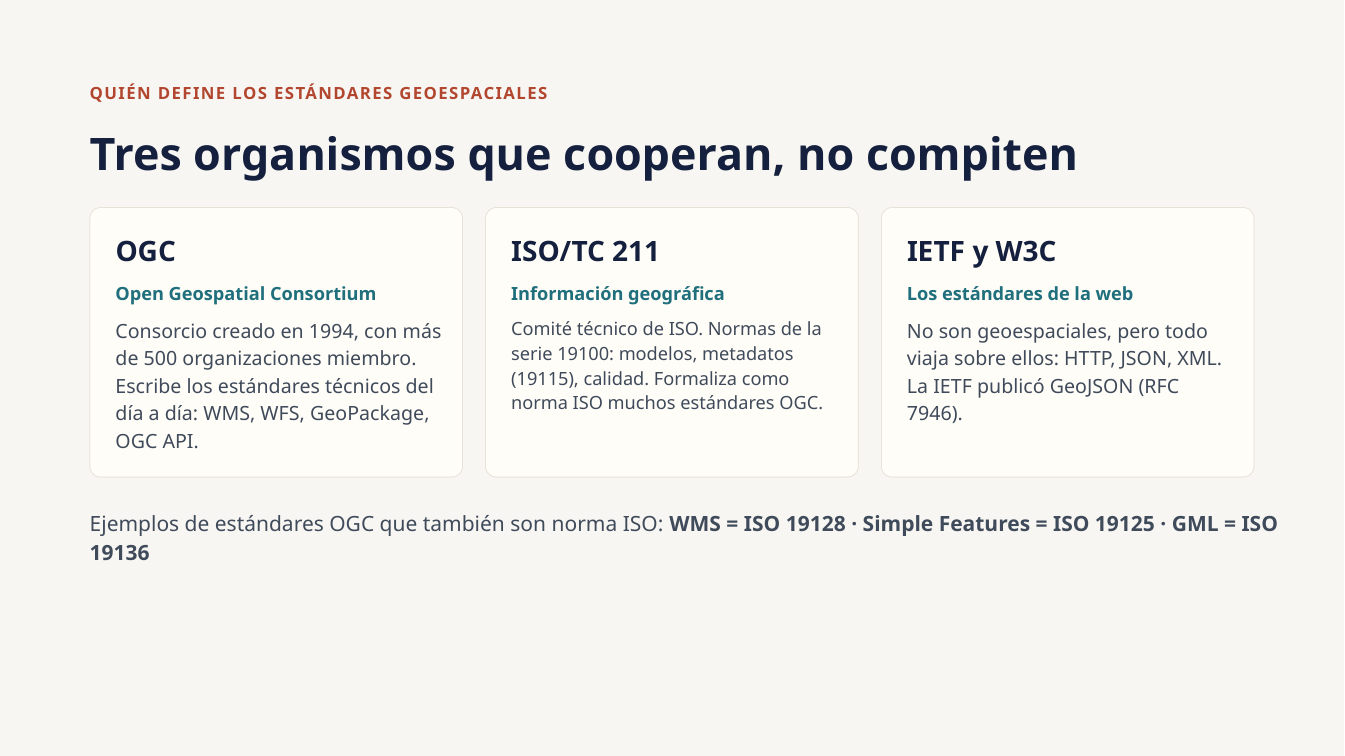 QUIÉN DEFINE LOS ESTÁNDARES GEOESPACIALES
Tres organismos que cooperan, no compiten
OGC
Open Geospatial Consortium
Consorcio creado en 1994, con más
de 500 organizaciones miembro.
Escribe los estándares técnicos del
día a día: WMS, WFS, GeoPackage,
OGC API.
ISO/TC 211
Información geográfica
Comité técnico de ISO. Normas de la
serie 19100: modelos, metadatos
(19115), calidad. Formaliza como
norma ISO muchos estándares OGC.
IETF y W3C
Los estándares de la web
No son geoespaciales, pero todo
viaja sobre ellos: HTTP, JSON, XML.
La IETF publicó GeoJSON (RFC
7946).
Ejemplos de estándares OGC que también son norma ISO: WMS = ISO 19128 · Simple Features = ISO 19125 · GML = ISO
19136